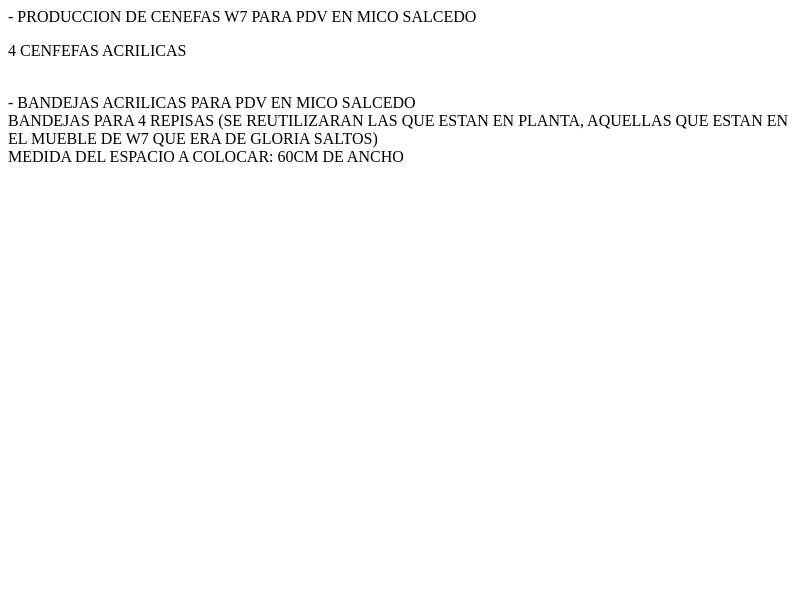 - PRODUCCION DE CENEFAS W7 PARA PDV EN MICO SALCEDO
4 CENFEFAS ACRILICAS
- BANDEJAS ACRILICAS PARA PDV EN MICO SALCEDO
BANDEJAS PARA 4 REPISAS (SE REUTILIZARAN LAS QUE ESTAN EN PLANTA, AQUELLAS QUE ESTAN EN
EL MUEBLE DE W7 QUE ERA DE GLORIA SALTOS)
MEDIDA DEL ESPACIO A COLOCAR: 60CM DE ANCHO